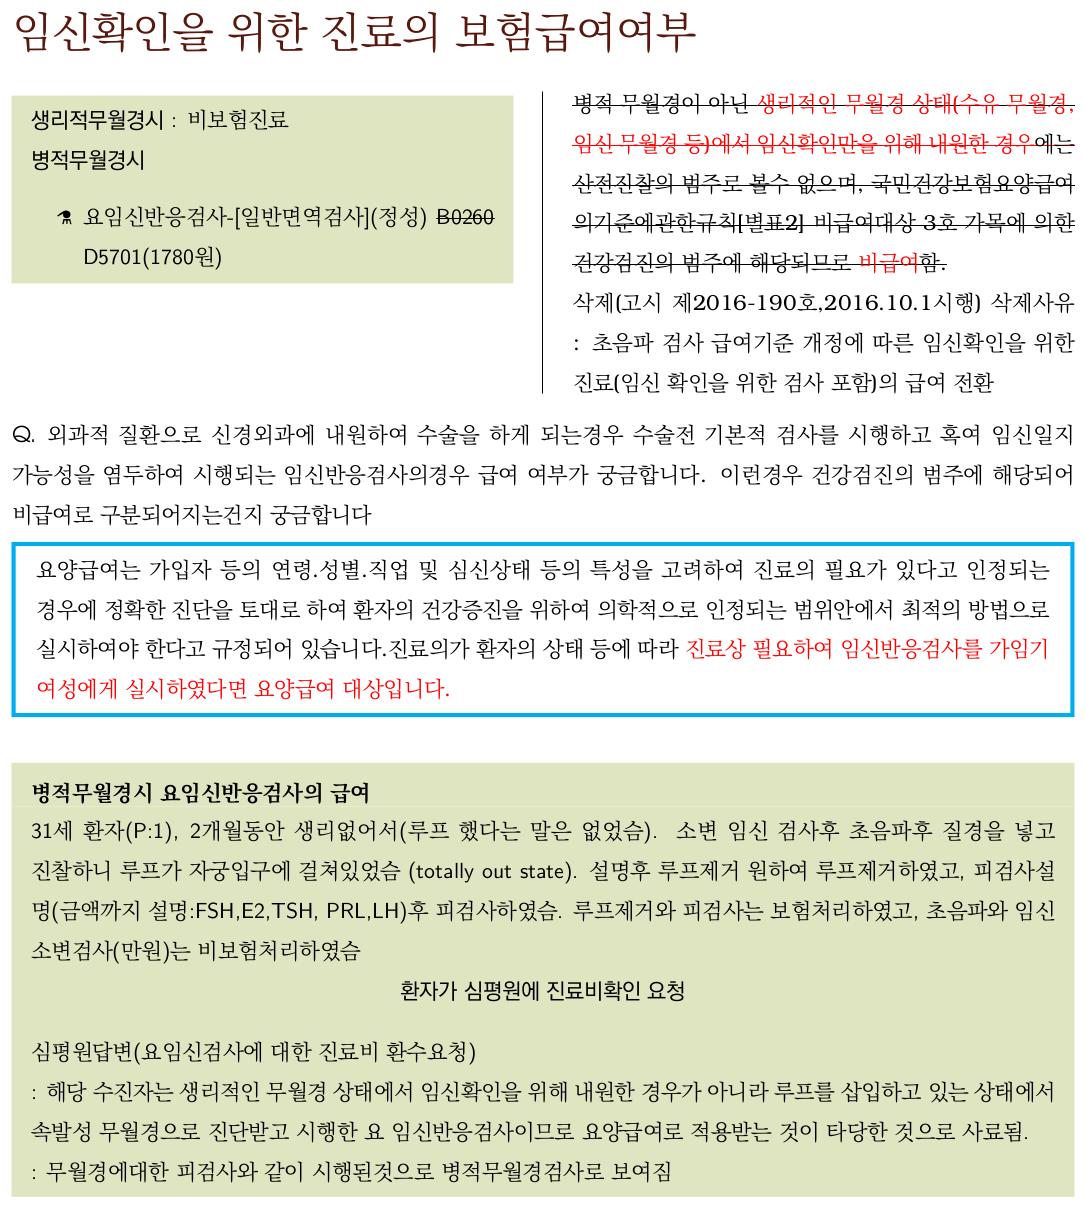 임신확인을 위한 진료의 보험급여여부
생리적무월경시 : 비보험진료
병적무월경시
요임신반응검사-[일반면역검사](정성) B0260
D5701(1780원)
병적 무월경이 아닌 생리적인 무월경 상태(수유 무월경,
임신 무월경 등)에서 임신확인만을 위해 내원한 경우에는
산전진찰의 범주로 볼수 없으며, 국민건강보험요양급여
의기준에관한규칙[별표2] 비급여대상 3호 가목에 의한
건강검진의 범주에 해당되므로 비급여함.
삭제(고시 제2016-190호,2016.10.1시행) 삭제사유
: 초음파 검사 급여기준 개정에 따른 임신확인을 위한
진료(임신 확인을 위한 검사 포함)의 급여 전환
Q. 외과적 질환으로 신경외과에 내원하여 수술을 하게 되는경우 수술전 기본적 검사를 시행하고 혹여 임신일지
가능성을 염두하여 시행되는 임신반응검사의경우 급여 여부가 궁금합니다. 이런경우 건강검진의 범주에 해당되어
비급여로 구분되어지는건지 궁금합니다
요양급여는 가입자 등의 연령.성별.직업 및 심신상태 등의 특성을 고려하여 진료의 필요가 있다고 인정되는
경우에 정확한 진단을 토대로 하여 환자의 건강증진을 위하여 의학적으로 인정되는 범위안에서 최적의 방법으로
실시하여야 한다고 규정되어 있습니다.진료의가 환자의 상태 등에 따라 진료상 필요하여 임신반응검사를 가임기
여성에게 실시하였다면 요양급여 대상입니다.
병적무월경시 요임신반응검사의 급여
31세 환자(P:1), 2개월동안 생리없어서(루프 했다는 말은 없었슴). 소변 임신 검사후 초음파후 질경을 넣고
진찰하니 루프가 자궁입구에 걸쳐있었슴 (totally out state). 설명후 루프제거 원하여 루프제거하였고, 피검사설
명(금액까지 설명:FSH,E2,TSH, PRL,LH)후 피검사하였슴. 루프제거와 피검사는 보험처리하였고, 초음파와 임신
소변검사(만원)는 비보험처리하였슴
환자가 심평원에 진료비확인 요청
심평원답변(요임신검사에 대한 진료비 환수요청)
: 해당 수진자는 생리적인 무월경 상태에서 임신확인을 위해 내원한 경우가 아니라 루프를 삽입하고 있는 상태에서
속발성 무월경으로 진단받고 시행한 요 임신반응검사이므로 요양급여로 적용받는 것이 타당한 것으로 사료됨.
: 무월경에대한 피검사와 같이 시행된것으로 병적무월경검사로 보여짐